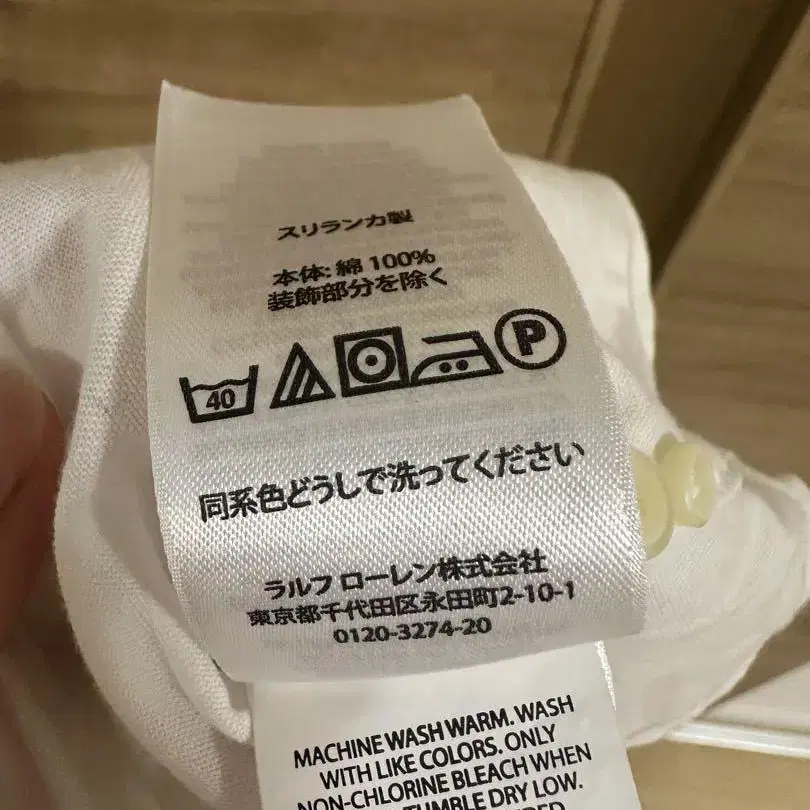 スリランカ製
本体: 綿 100%
装飾部分を除く
40
P
同系色どうしで洗ってください
ラルフ ローレン株式会社
東京都千代田区永田町2-10-1
0120-3274-20
MACHINE WASH WARM. WASH
WITH LIKE COLORS. ONLY
NON-CHLORINE BLEACH WHEN
TUMBLE DRY LOW.